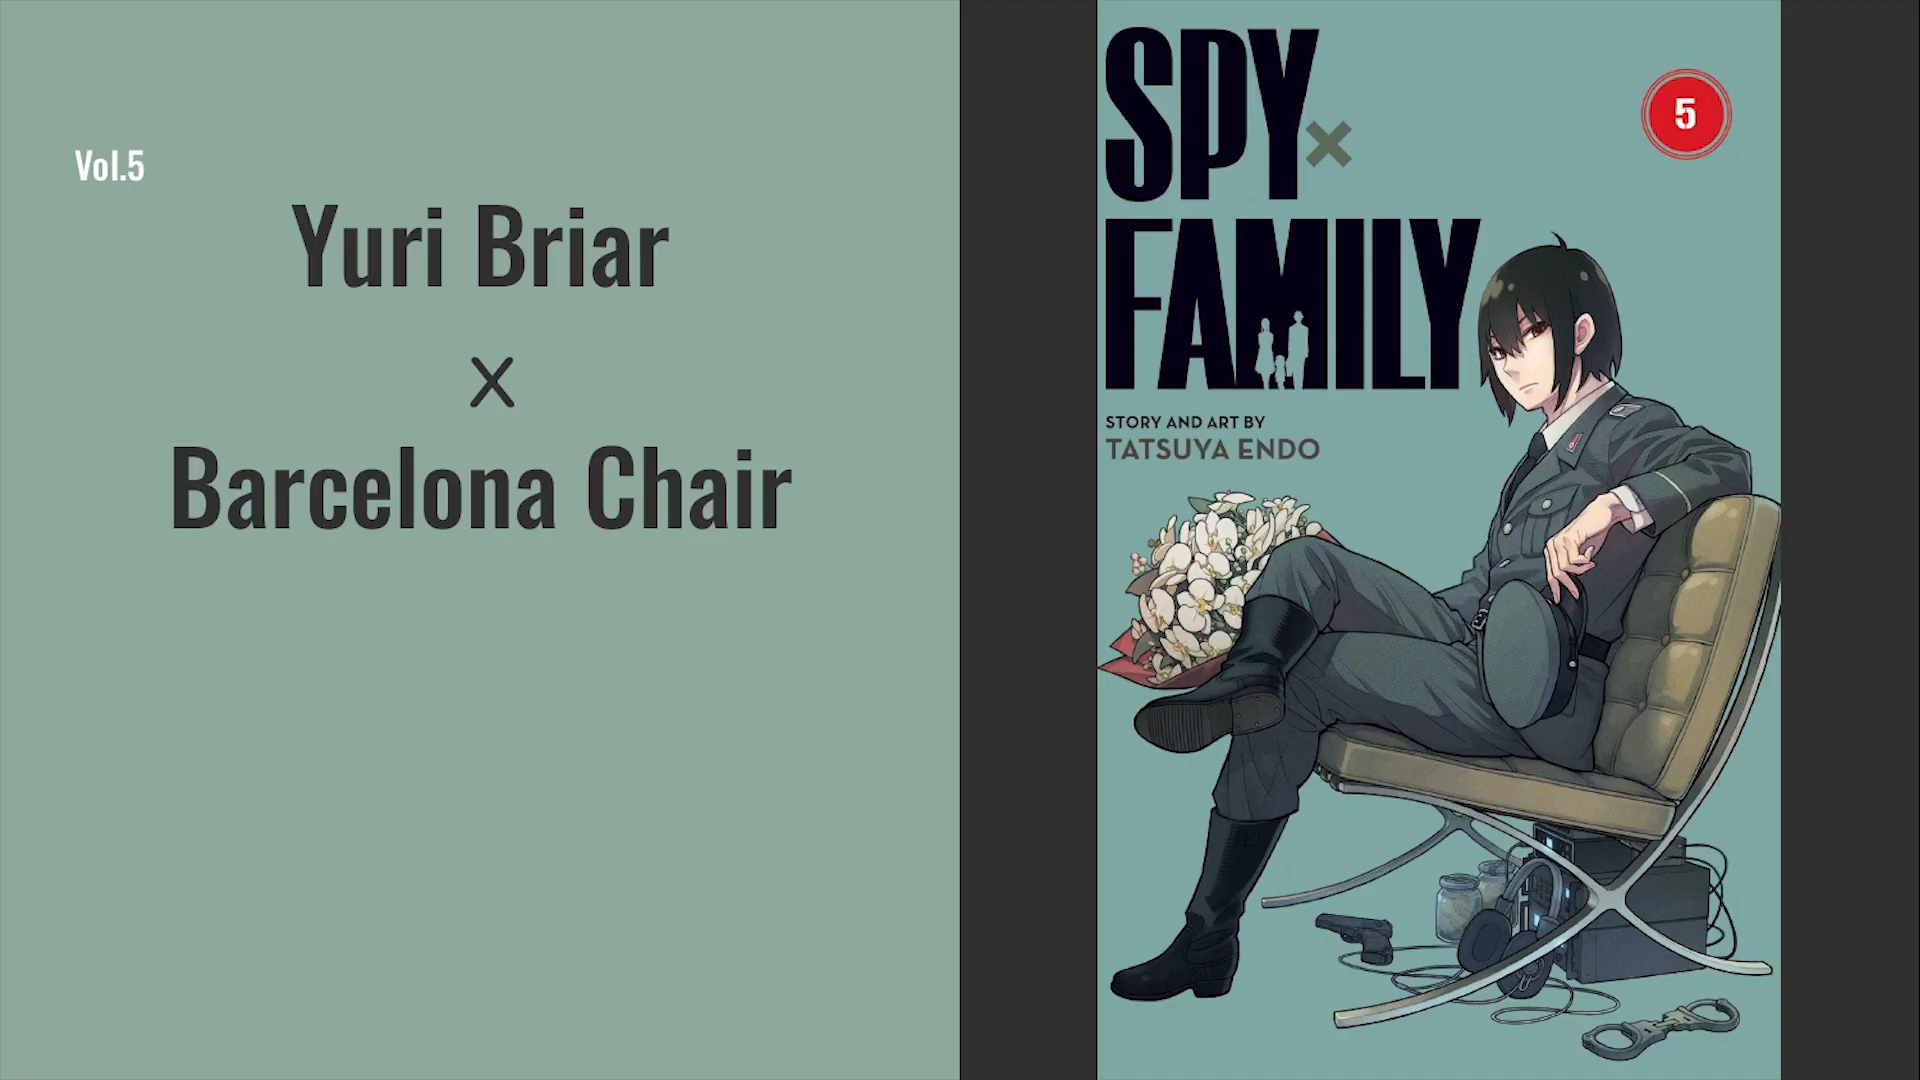 Vol.5
Yuri Briar
x
Barcelona Chair
SPY×
FAMILY
5
STORY AND ART BY
TATSUYA ENDO